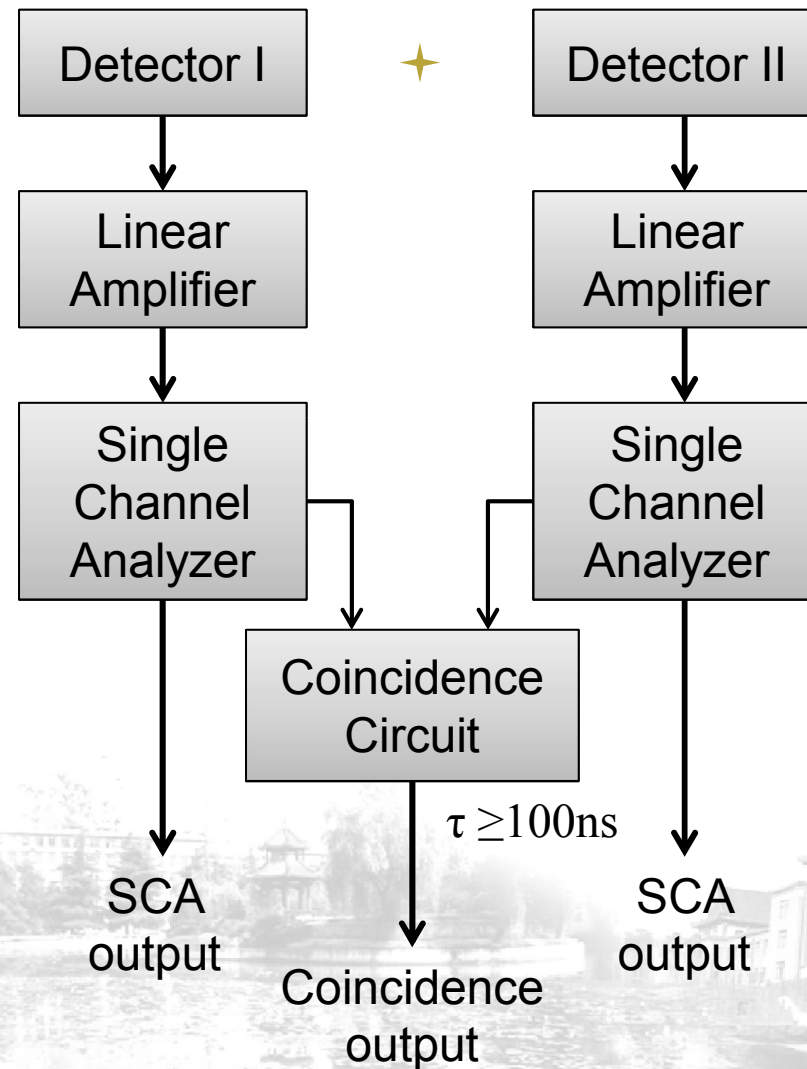 Detector I
Detector II
Linear
Amplifier
Linear
Amplifier
Single
Channel
Analyzer
Single
Channel
Analyzer
Coincidence
Circuit
τ ≥100ns
SCA
output
SCA
output
Coincidence
output